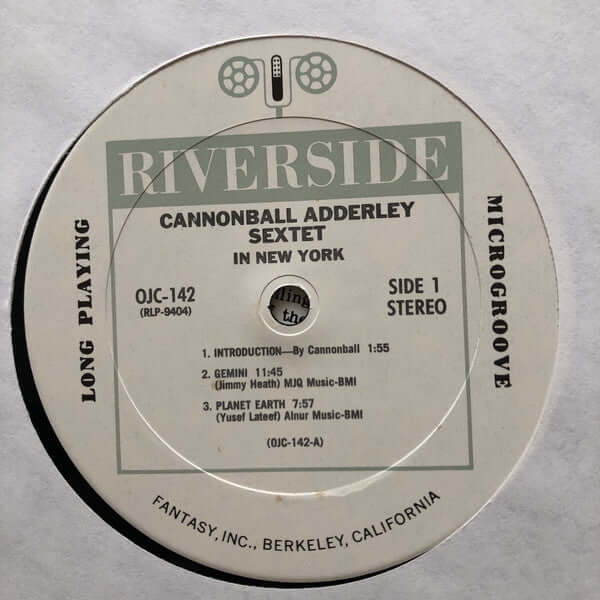 RIVERSIDE
CANNONBALL ADDERLEY
SEXTET
IN NEW YORK
LONG PLAYING
MICROGROOVE
OJC-142
(RLP-9404)
SIDE 1
STEREO
ling
the
1. INTRODUCTION—By Cannonball 1:55
2. GEMINI 11:45
(Jimmy Heath) MJQ Music-BMI
3. PLANET EARTH 7:57
(Yusef Lateef) Alnur Music-BMI
(OJC-142-A)
FANTASY, INC., BERKELEY, CALIFORNIA